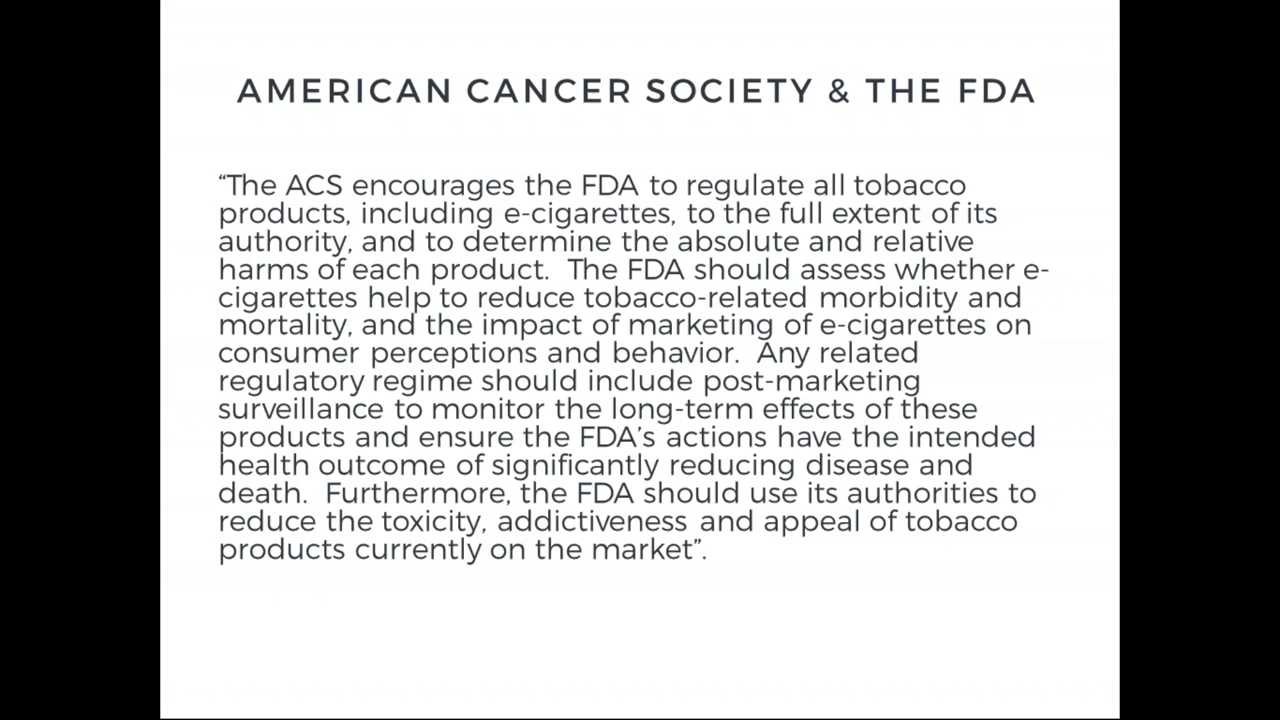 AMERICAN CANCER SOCIETY & THE FDA
“The ACS encourages the FDA to regulate all tobacco
products, including e-cigarettes, to the full extent of its
authority, and to determine the absolute and relative
harms of each product.  The FDA should assess whether e-
cigarettes help to reduce tobacco-related morbidity and
mortality, and the impact of marketing of e-cigarettes on
consumer perceptions and behavior.  Any related
regulatory regime should include post-marketing
surveillance to monitor the long-term effects of these
products and ensure the FDA’s actions have the intended
health outcome of significantly reducing disease and
death.  Furthermore, the FDA should use its authorities to
reduce the toxicity, addictiveness and appeal of tobacco
products currently on the market”.